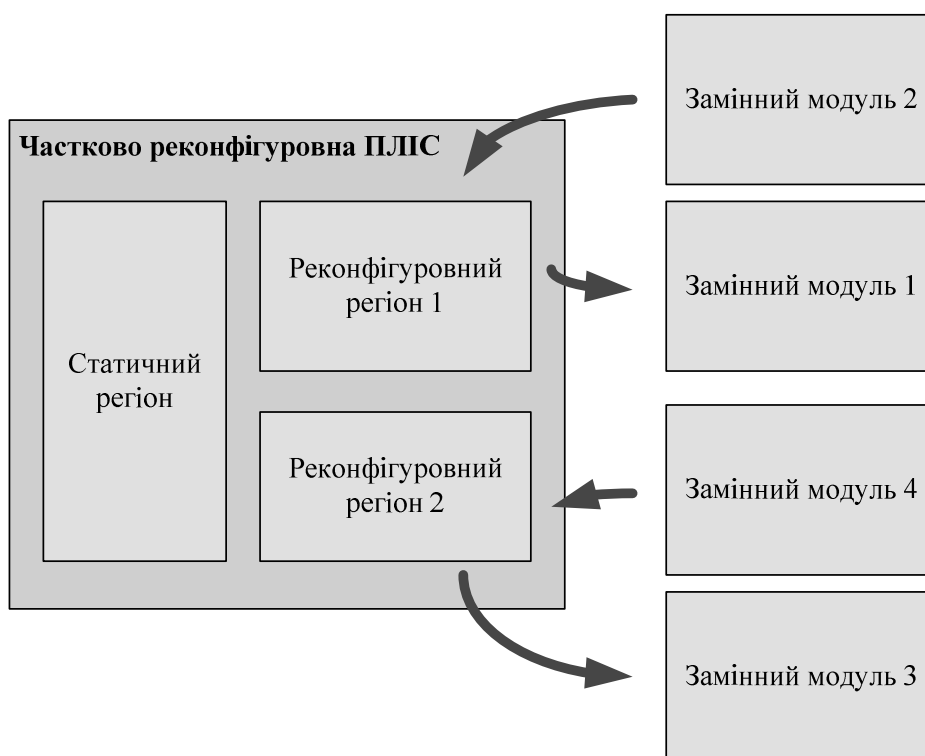 Замінний модуль 2
Частково реконфігуровна ПЛІС
Реконфігуровний
регіон 1
Замінний модуль 1
Статичний
регіон
Реконфігуровний
регіон 2
Замінний модуль 4
Замінний модуль 3